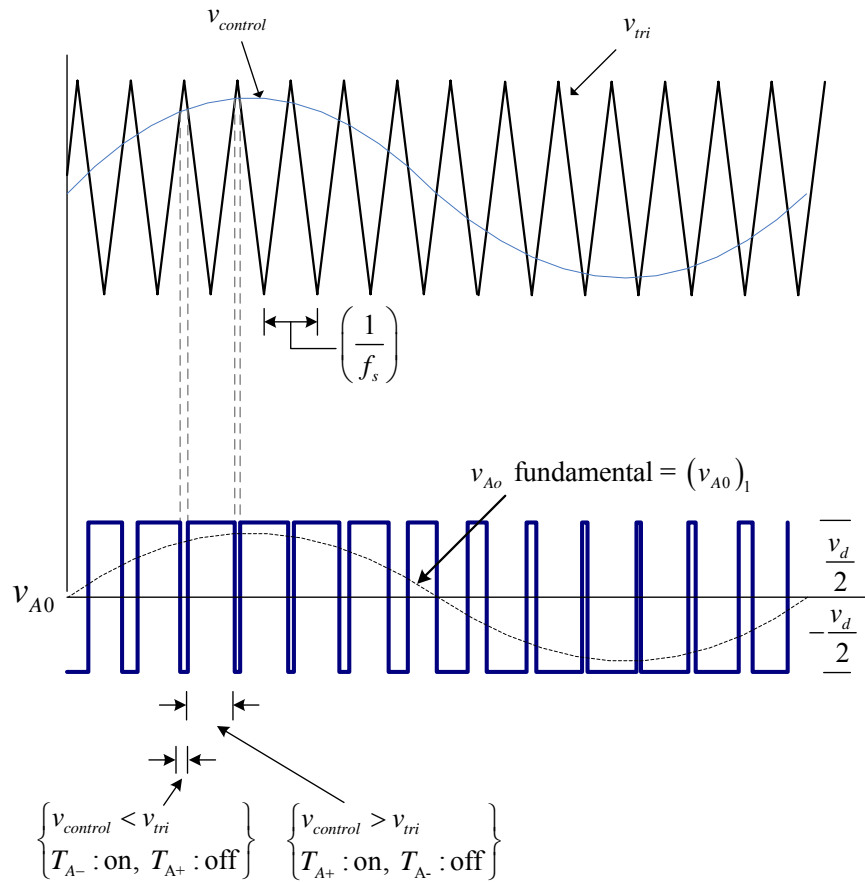 v_control
v_tri
(1/f_s)
v_Ao fundamental = (v_A0)_1
v_A0
v_d/2
-v_d/2
{v_control < v_tri
T_A- : on, T_A+ : off}
{v_control > v_tri
T_A+ : on, T_A- : off}